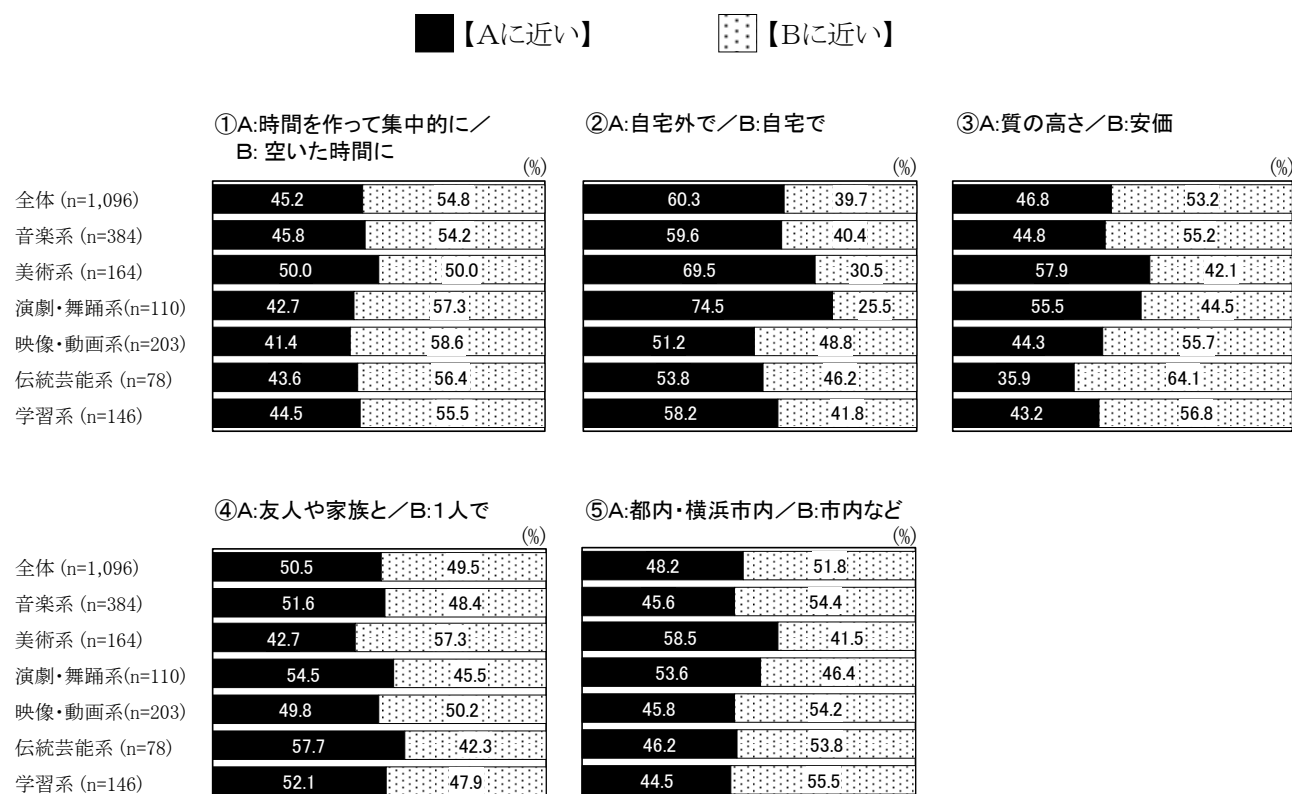 【Aに近い】 【Bに近い】
①A:時間を作って集中的に／
B: 空いた時間に
(%)
②A:自宅外で／B:自宅で
(%)
③A:質の高さ／B:安価
(%)
全体 (n=1,096) 45.2 54.8 60.3 39.7 46.8 53.2
音楽系 (n=384) 45.8 54.2 59.6 40.4 44.8 55.2
美術系 (n=164) 50.0 50.0 69.5 30.5 57.9 42.1
演劇・舞踊系(n=110) 42.7 57.3 74.5 25.5 55.5 44.5
映像・動画系(n=203) 41.4 58.6 51.2 48.8 44.3 55.7
伝統芸能系 (n=78) 43.6 56.4 53.8 46.2 35.9 64.1
学習系 (n=146) 44.5 55.5 58.2 41.8 43.2 56.8
④A:友人や家族と／B:1人で
(%)
⑤A:都内・横浜市内／B:市内など
(%)
全体 (n=1,096) 50.5 49.5 48.2 51.8
音楽系 (n=384) 51.6 48.4 45.6 54.4
美術系 (n=164) 42.7 57.3 58.5 41.5
演劇・舞踊系(n=110) 54.5 45.5 53.6 46.4
映像・動画系(n=203) 49.8 50.2 45.8 54.2
伝統芸能系 (n=78) 57.7 42.3 46.2 53.8
学習系 (n=146) 52.1 47.9 44.5 55.5